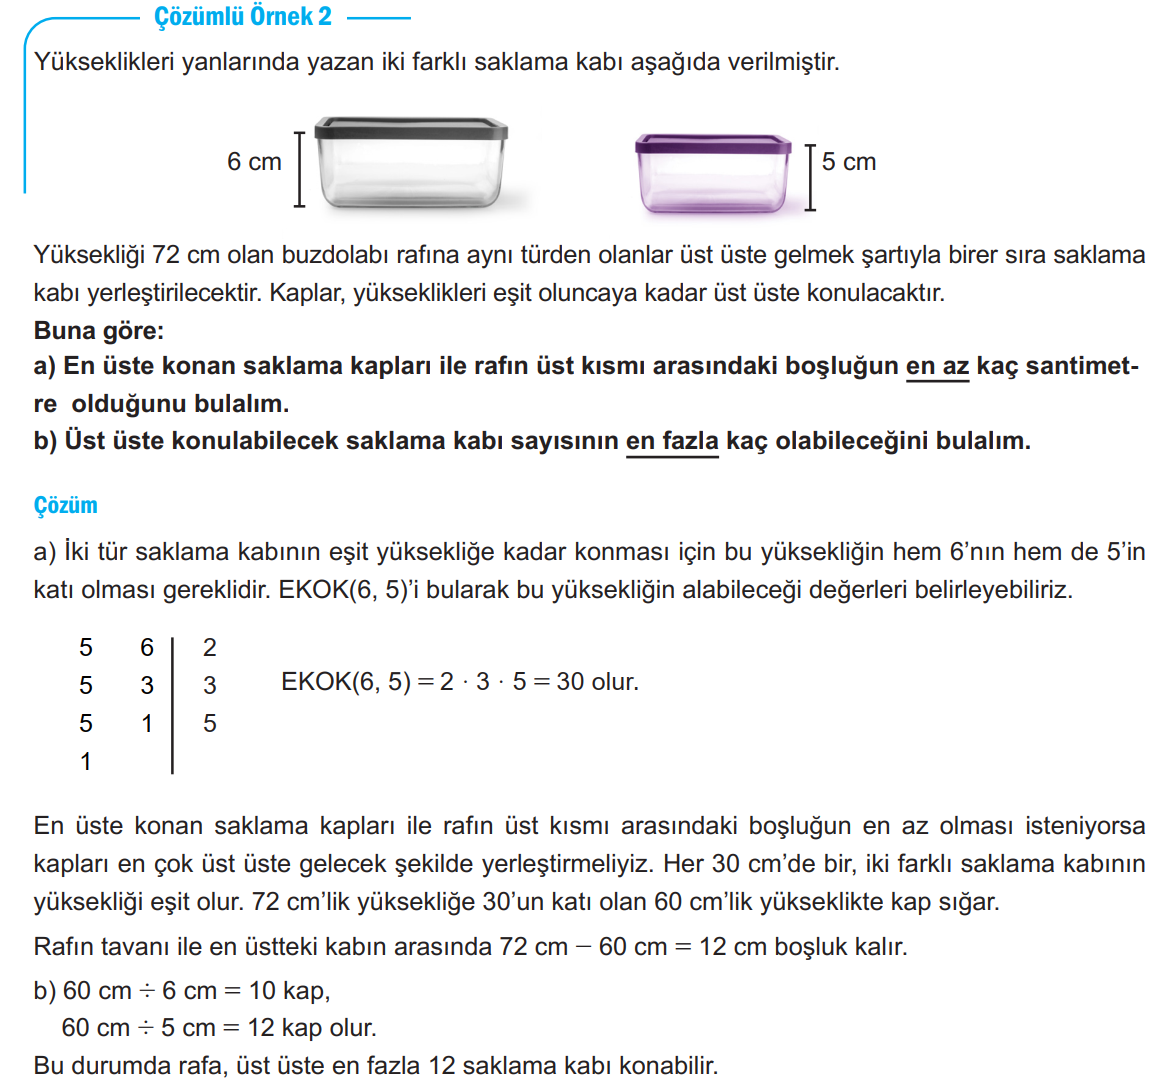 Çözümlü Örnek 2
Yükseklikleri yanlarında yazan iki farklı saklama kabı aşağıda verilmiştir.
6 cm
5 cm
Yüksekliği 72 cm olan buzdolabı rafına aynı türden olanlar üst üste gelmek şartıyla birer sıra saklama
kabı yerleştirilecektir. Kaplar, yükseklikleri eşit oluncaya kadar üst üste konulacaktır.
Buna göre:
a) En üste konan saklama kapları ile rafın üst kısmı arasındaki boşluğun en az kaç santimet-
re olduğunu bulalım.
b) Üst üste konulabilecek saklama kabı sayısının en fazla kaç olabileceğini bulalım.
Çözüm
a) İki tür saklama kabının eşit yüksekliğe kadar konması için bu yüksekliğin hem 6’nın hem de 5’in
katı olması gereklidir. EKOK(6, 5)’i bularak bu yüksekliğin alabileceği değerleri belirleyebiliriz.
5 6 2
5 3 3
5 1 5
1
EKOK(6, 5) = 2 · 3 · 5 = 30 olur.
En üste konan saklama kapları ile rafın üst kısmı arasındaki boşluğun en az olması isteniyorsa
kapları en çok üst üste gelecek şekilde yerleştirmeliyiz. Her 30 cm’de bir, iki farklı saklama kabının
yüksekliği eşit olur. 72 cm’lik yüksekliğe 30’un katı olan 60 cm’lik yükseklikte kap sığar.
Rafın tavanı ile en üstteki kabın arasında 72 cm − 60 cm = 12 cm boşluk kalır.
b) 60 cm ÷ 6 cm = 10 kap,
60 cm ÷ 5 cm = 12 kap olur.
Bu durumda rafa, üst üste en fazla 12 saklama kabı konabilir.